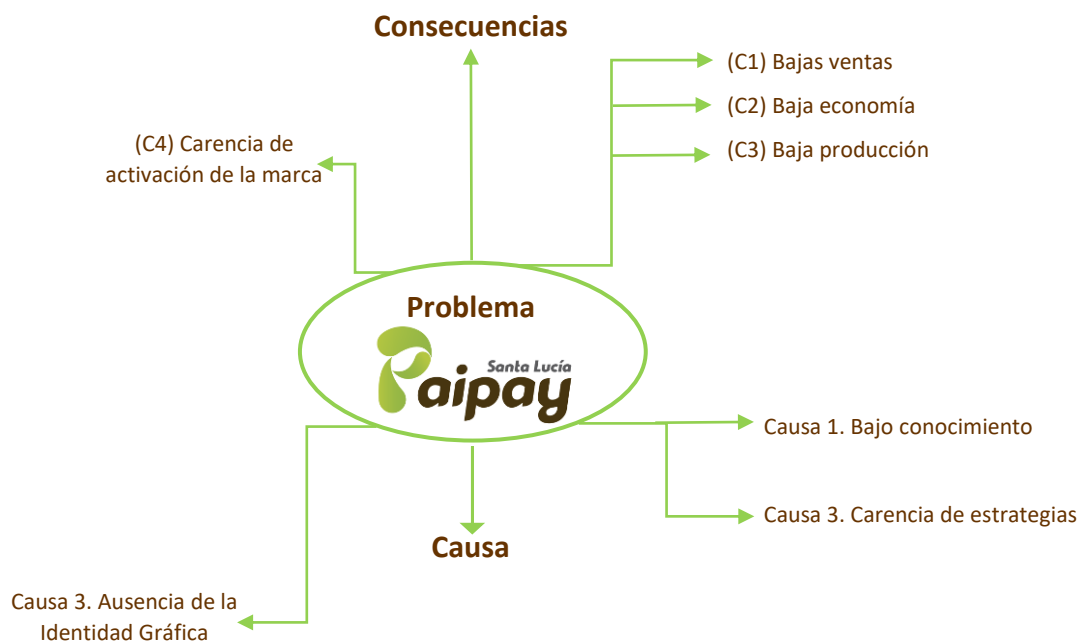 Consecuencias
(C1) Bajas ventas
(C2) Baja economía
(C3) Baja producción
(C4) Carencia de
activación de la marca
Problema
Santa Lucía
Paipay
Causa 1. Bajo conocimiento
Causa 3. Carencia de estrategias
Causa
Causa 3. Ausencia de la
Identidad Gráfica